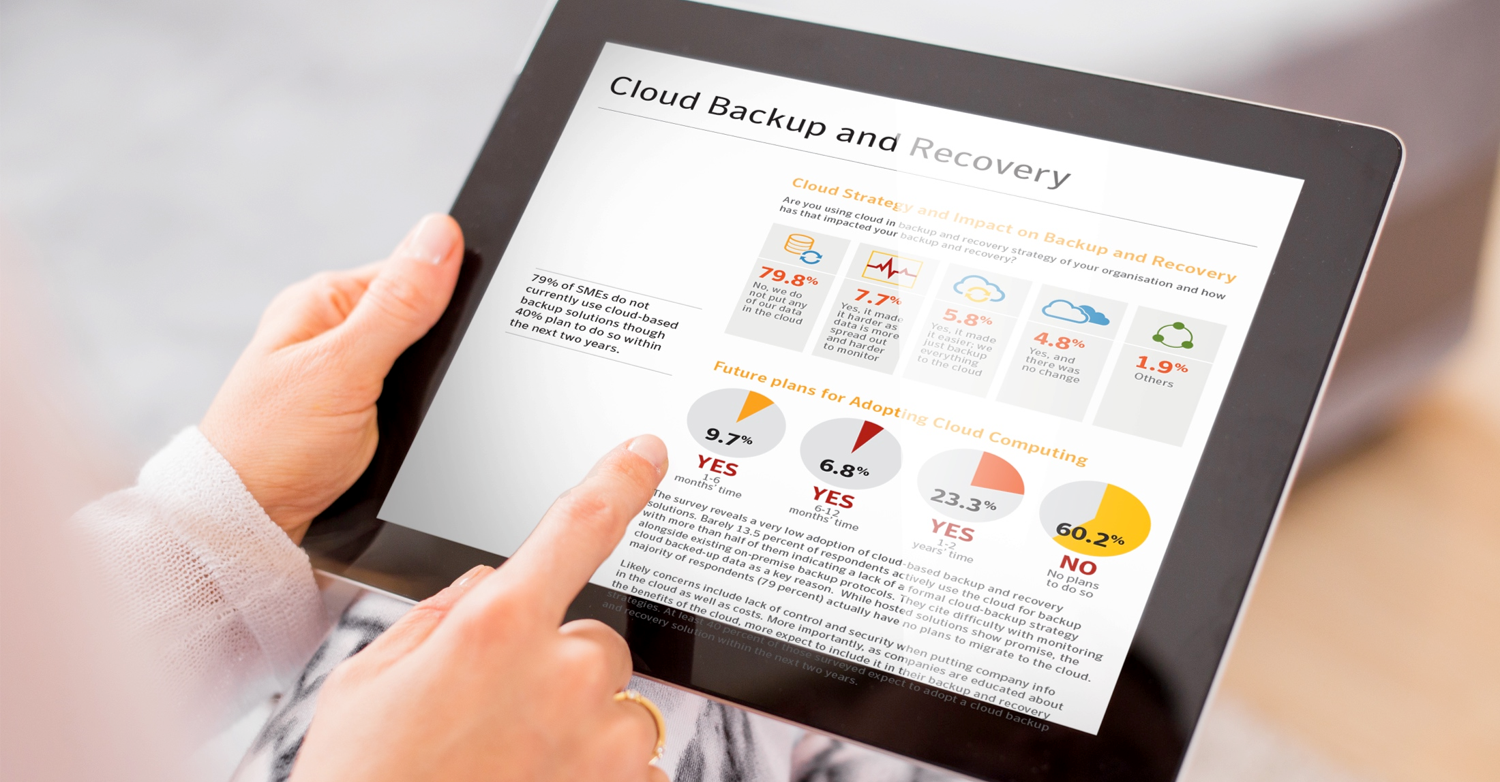 Cloud Backup and Recovery
79% of SMEs do not
currently use cloud-based
backup solutions though
40% plan to do so within
the next two years.
Cloud Strategy and Impact on Backup and Recovery
Are you using cloud in backup and recovery strategy of your organisation and how
has that impacted your backup and recovery?
79.8%
No, we do
not put any
of our data
in the cloud
7.7%
Yes, it made
it harder as
data is more
spread out
and harder
to monitor
5.8%
Yes, it made
it easier; we
just backup
everything
to the cloud
4.8%
Yes, and
there was
no change
1.9%
Others
Future plans for Adopting Cloud Computing
9.7%
YES
1-6
months' time
6.8%
YES
6-12
months' time
23.3%
YES
1-2
years' time
60.2%
NO
No plans
to do so
The survey reveals a very low adoption of cloud-based backup and recovery
solutions. Barely 13.5 percent of respondents actively use the cloud for backup
with more than half of them indicating a lack of a formal cloud-backup strategy
alongside existing on-premise backup protocols. They cite difficulty with monitoring
cloud backed-up data as a key reason. While hosted solutions show promise, the
majority of respondents (79 percent) actually have no plans to migrate to the cloud.
Likely concerns include lack of control and security when putting company info
in the cloud as well as costs. More importantly, as companies are educated about
the benefits of the cloud, more expect to include it in their backup and recovery
strategies. At least 40 percent of those surveyed expect to adopt a cloud backup
and recovery solution within the next two years.